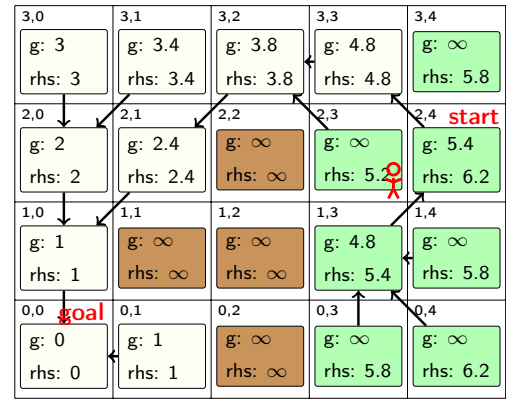 3,0 3,1 3,2 3,3 3,4
g: 3 g: 3.4 g: 3.8 g: 4.8 g: ∞
rhs: 3 rhs: 3.4 rhs: 3.8 rhs: 4.8 rhs: 5.8
2,0 2,1 2,2 2,3 2,4
start
g: 2 g: 2.4 g: ∞ g: ∞ g: 5.4
rhs: 2 rhs: 2.4 rhs: ∞ rhs: 5.2 rhs: 6.2
1,0 1,1 1,2 1,3 1,4
g: 1 g: ∞ g: ∞ g: 4.8 g: ∞
rhs: 1 rhs: ∞ rhs: ∞ rhs: 5.4 rhs: 5.8
0,0 0,1 0,2 0,3 0,4
goal
g: 0 g: 1 g: ∞ g: ∞ g: ∞
rhs: 0 rhs: 1 rhs: ∞ rhs: 5.8 rhs: 6.2